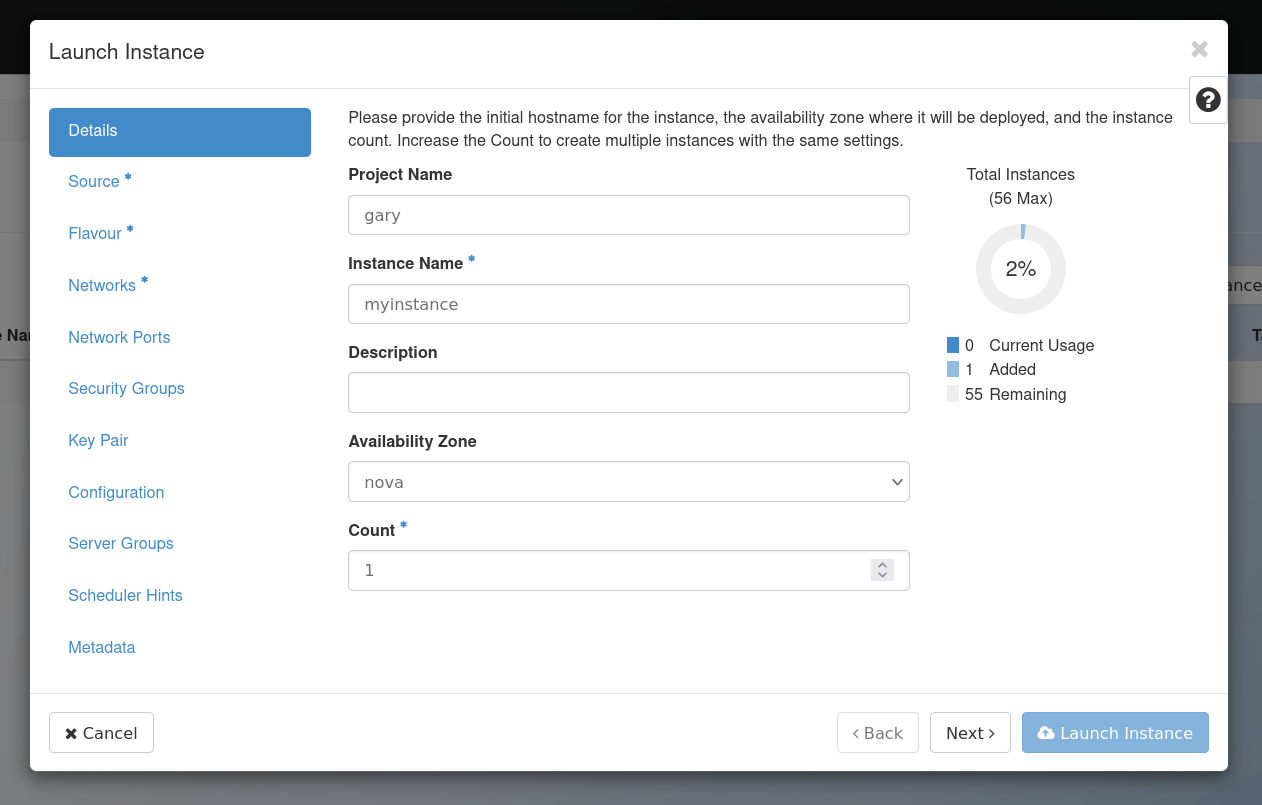 Launch Instance
Details
Source *
Flavour *
Networks *
Network Ports
Security Groups
Key Pair
Configuration
Server Groups
Scheduler Hints
Metadata
Please provide the initial hostname for the instance, the availability zone where it will be deployed, and the instance
count. Increase the Count to create multiple instances with the same settings.
Project Name
gary
Instance Name *
myinstance
Description
Availability Zone
nova
Count *
1
Total Instances
(56 Max)
2%
0 Current Usage
1 Added
55 Remaining
Cancel
‹ Back
Next ›
Launch Instance